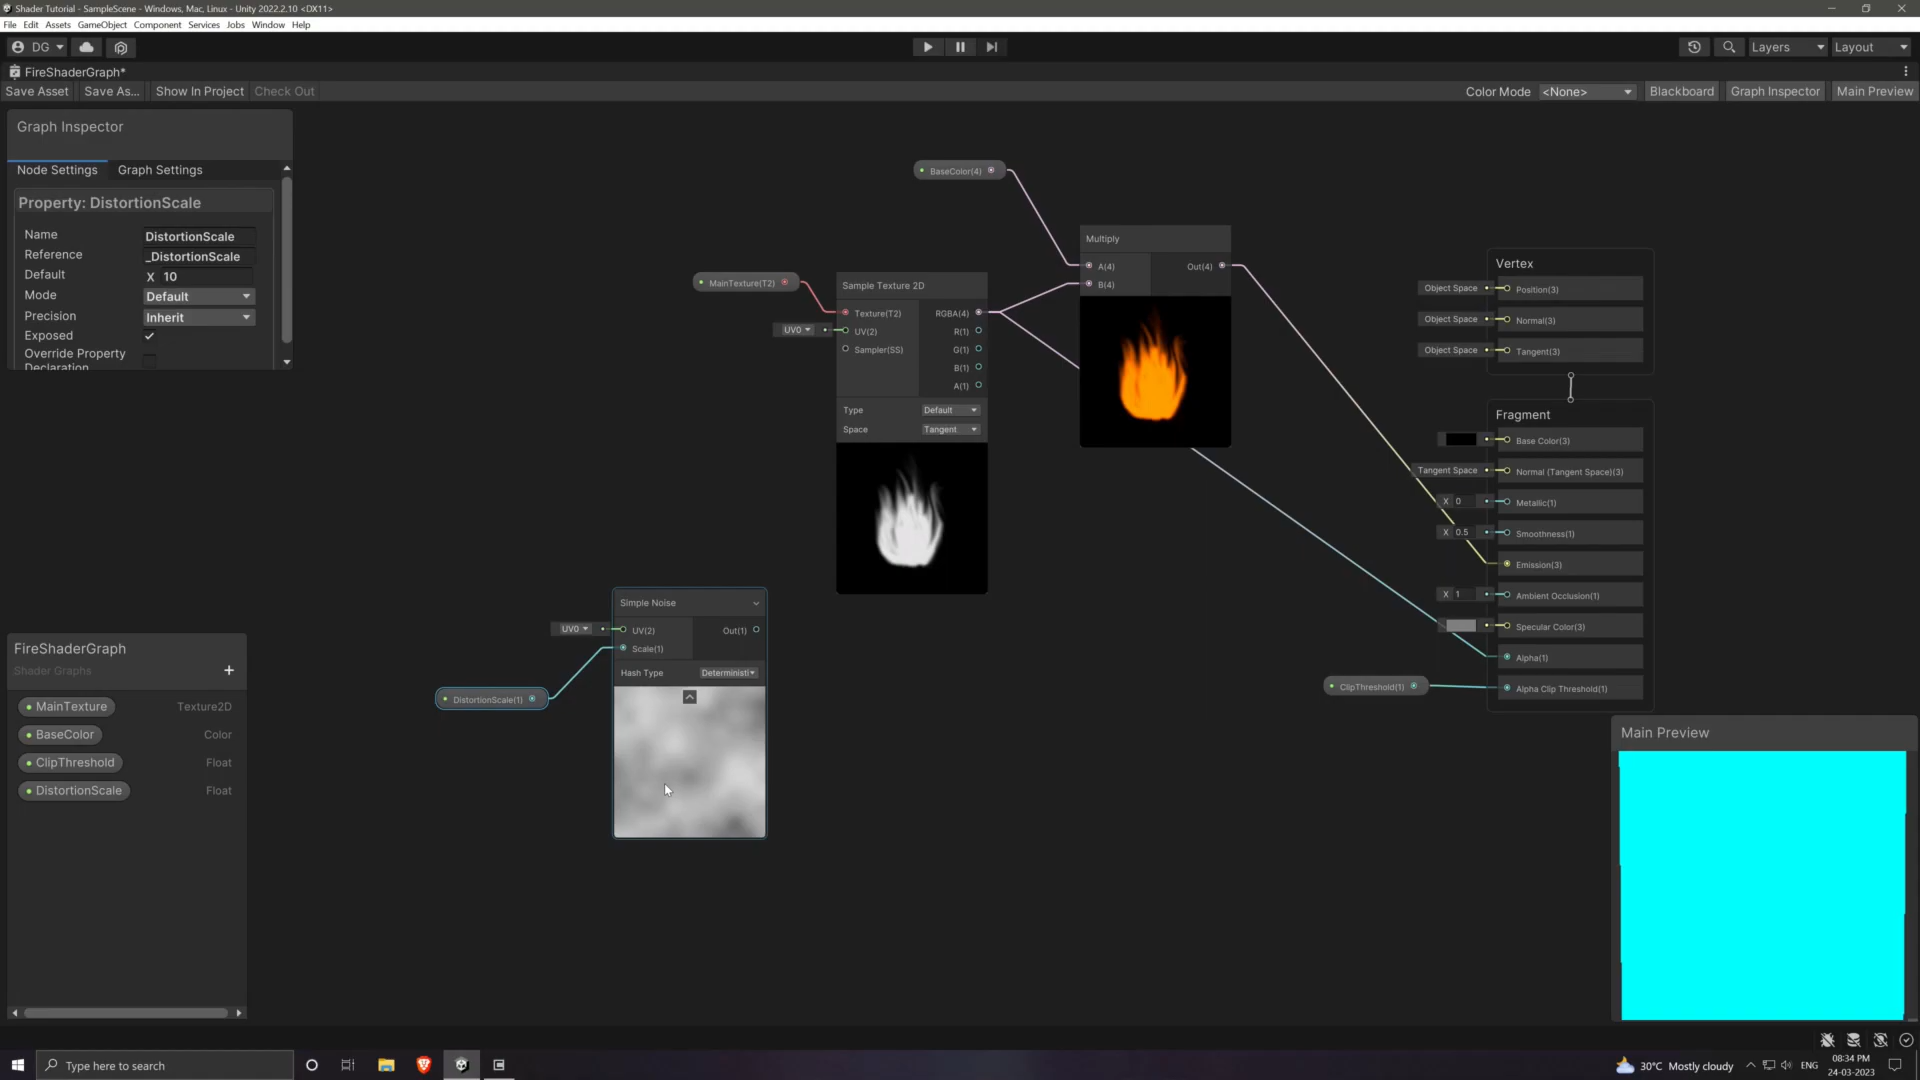 Shader Tutorial - SampleScene - Windows, Mac, Linux - Unity 2022.2.10 <DX11>
File Edit Assets GameObject Component Services Jobs Window Help
DG Layers Layout
FireShaderGraph*
Save Asset Save As... Show In Project Check Out Color Mode <None> Blackboard Graph Inspector Main Preview
Graph Inspector
Node Settings Graph Settings
Property: DistortionScale
Name DistortionScale
Reference _DistortionScale
Default X 10
Mode Default
Precision Inherit
Exposed
Override Property
Declaration
BaseColor(4)
Multiply
A(4) Out(4)
B(4)
MainTexture(T2)
Sample Texture 2D
Texture(T2) RGBA(4)
UV0 UV(2) R(1)
Sampler(SS) G(1)
B(1)
A(1)
Type Default
Space Tangent
Vertex
Object Space Position(3)
Object Space Normal(3)
Object Space Tangent(3)
Fragment
Base Color(3)
Tangent Space Normal (Tangent Space)(3)
X 0 Metallic(1)
X 0.5 Smoothness(1)
Emission(3)
X 1 Ambient Occlusion(1)
Specular Color(3)
Alpha(1)
ClipThreshold(1) Alpha Clip Threshold(1)
Simple Noise
UV0 UV(2) Out(1)
Scale(1)
Hash Type Deterministi
DistortionScale(1)
FireShaderGraph
Shader Graphs
MainTexture Texture2D
BaseColor Color
ClipThreshold Float
DistortionScale Float
Main Preview
Type here to search
30°C Mostly cloudy ENG 08:34 PM
24-03-2023